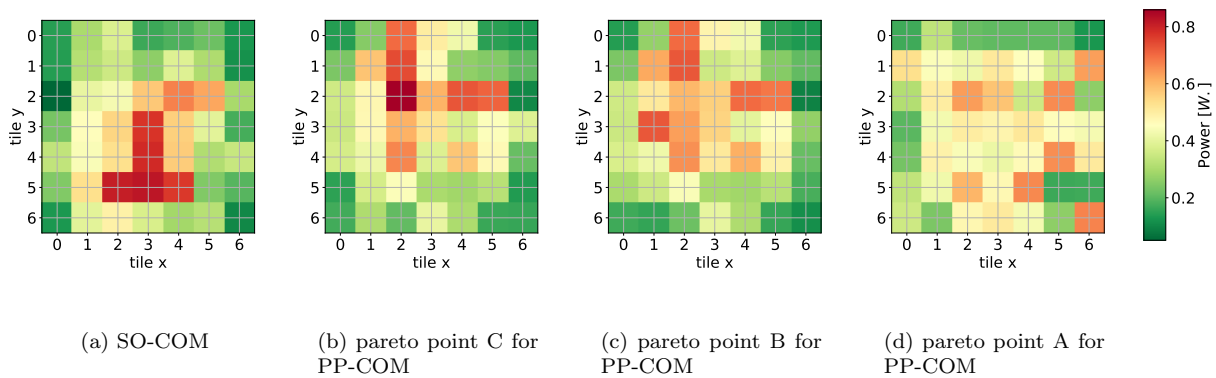 0
1
2
3
4
5
6
tile y
0 1 2 3 4 5 6
tile x
0
1
2
3
4
5
6
tile y
0 1 2 3 4 5 6
tile x
0
1
2
3
4
5
6
tile y
0 1 2 3 4 5 6
tile x
0
1
2
3
4
5
6
tile y
0 1 2 3 4 5 6
tile x
0.8
0.6
0.4
0.2
Power [W.]
(a) SO-COM
(b) pareto point C for
PP-COM
(c) pareto point B for
PP-COM
(d) pareto point A for
PP-COM